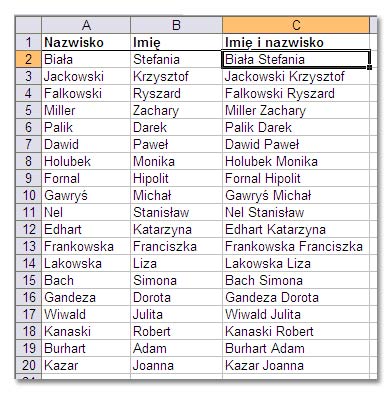 A B C
1 Nazwisko Imię Imię i nazwisko
2 Biała Stefania Biała Stefania
3 Jackowski Krzysztof Jackowski Krzysztof
4 Falkowski Ryszard Falkowski Ryszard
5 Miller Zachary Miller Zachary
6 Palik Darek Palik Darek
7 Dawid Paweł Dawid Paweł
8 Holubek Monika Holubek Monika
9 Fornal Hipolit Fornal Hipolit
10 Gawryś Michał Gawryś Michał
11 Nel Stanisław Nel Stanisław
12 Edhart Katarzyna Edhart Katarzyna
13 Frankowska Franciszka Frankowska Franciszka
14 Lakowska Liza Lakowska Liza
15 Bach Simona Bach Simona
16 Gandeza Dorota Gandeza Dorota
17 Wiwald Julita Wiwald Julita
18 Kanaski Robert Kanaski Robert
19 Burhart Adam Burhart Adam
20 Kazar Joanna Kazar Joanna